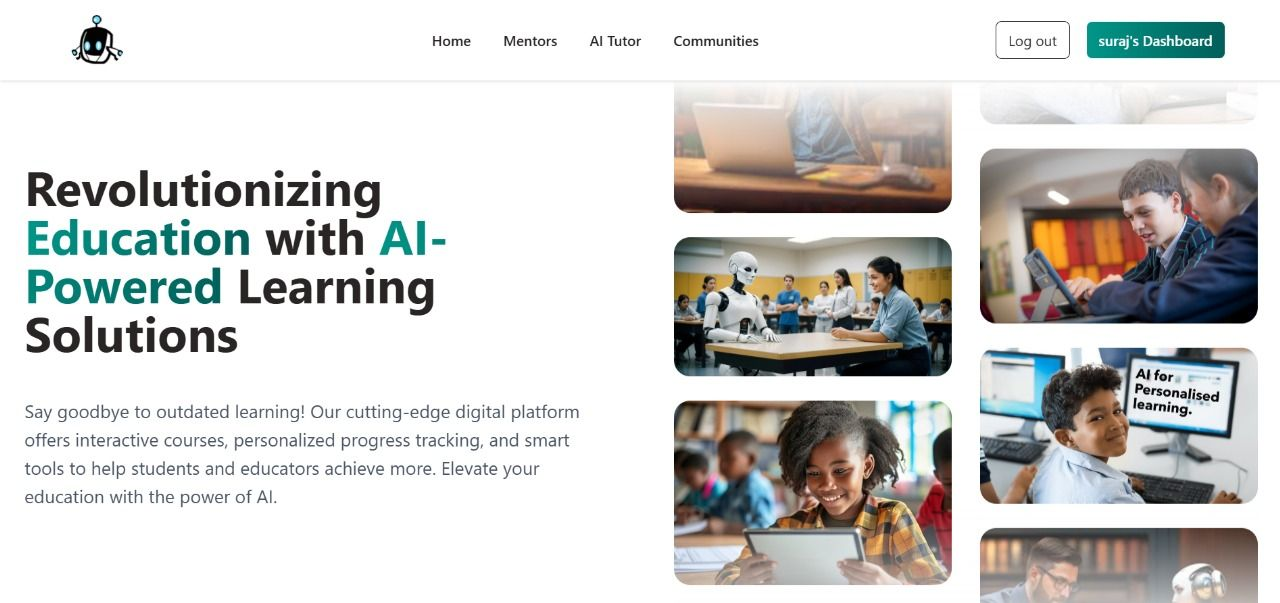 Home
Mentors
AI Tutor
Communities
Log out
suraj's Dashboard
Revolutionizing
Education with AI-
Powered Learning
Solutions
Say goodbye to outdated learning! Our cutting-edge digital platform
offers interactive courses, personalized progress tracking, and smart
tools to help students and educators achieve more. Elevate your
education with the power of AI.
AI for
Personalised
learning.